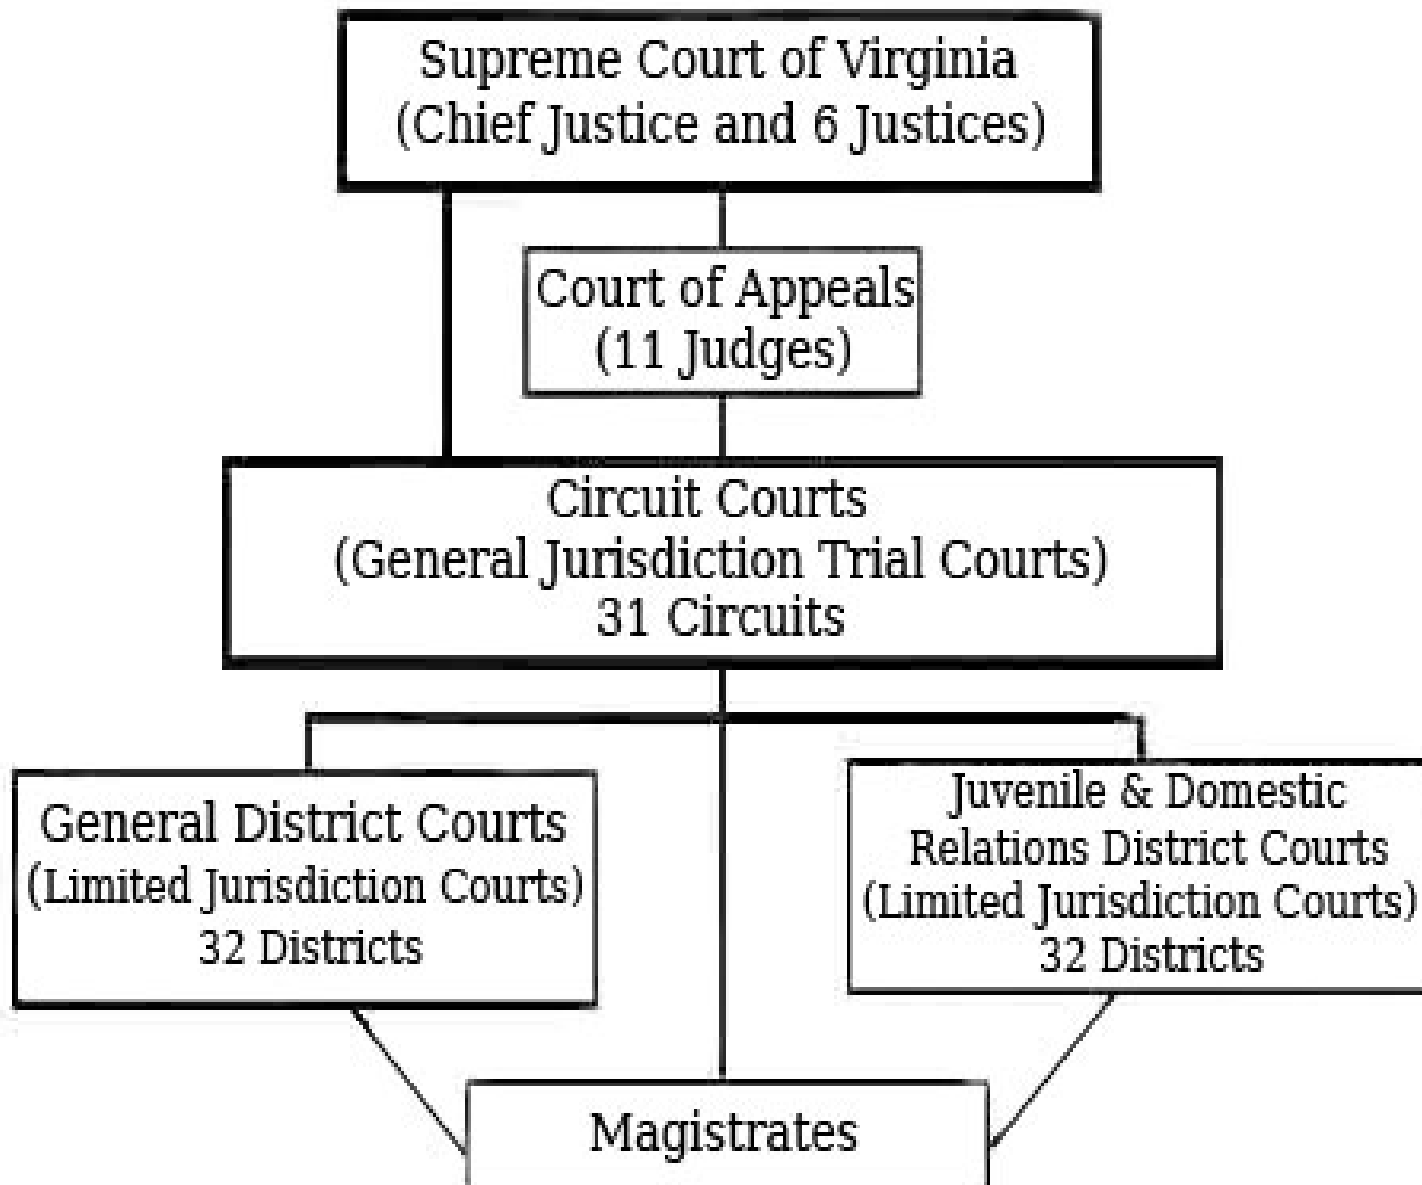 Supreme Court of Virginia
(Chief Justice and 6 Justices)
Court of Appeals
(11 Judges)
Circuit Courts
(General Jurisdiction Trial Courts)
31 Circuits
General District Courts
(Limited Jurisdiction Courts)
32 Districts
Juvenile & Domestic
Relations District Courts
(Limited Jurisdiction Courts)
32 Districts
Magistrates